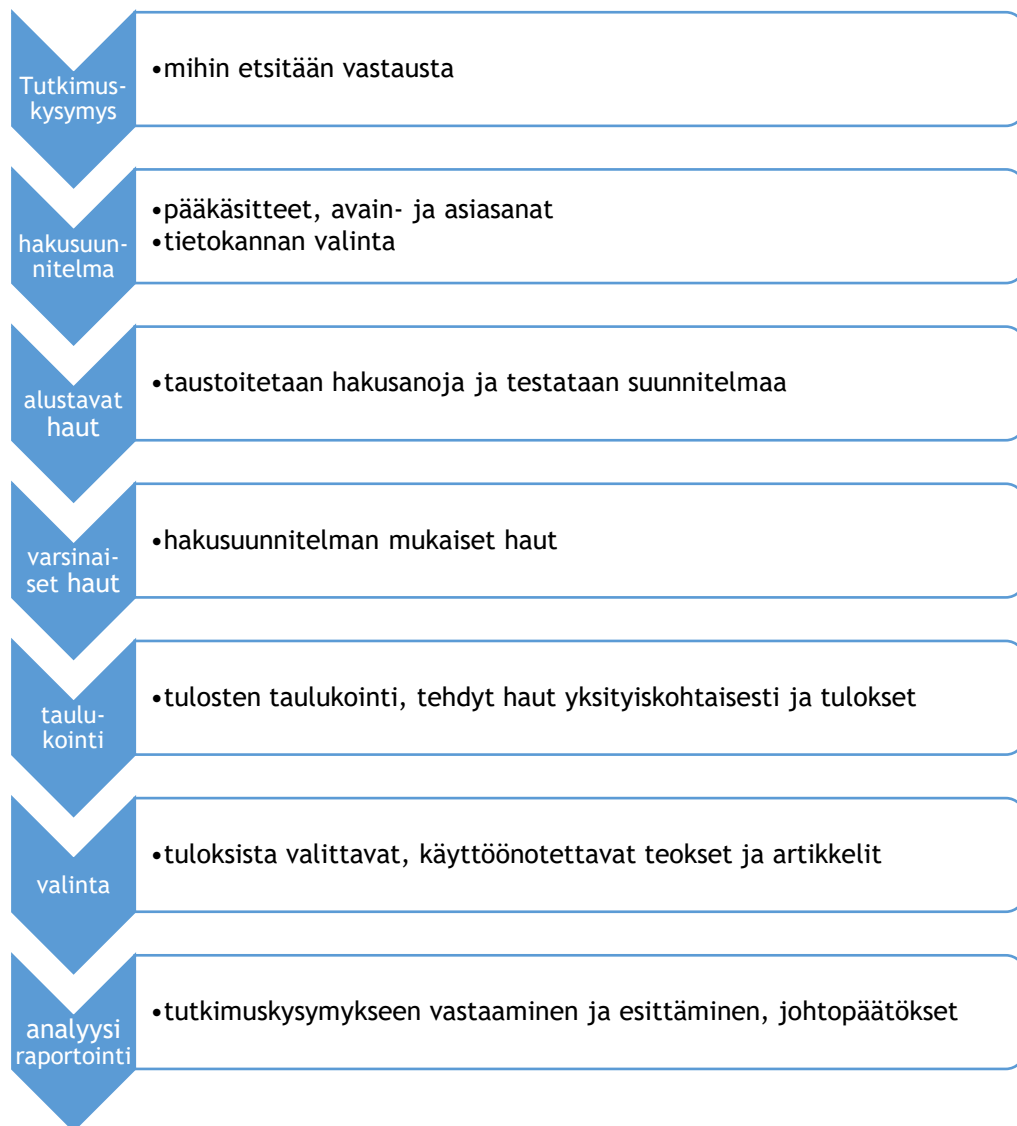 Tutkimus-
kysymys
•mihin etsitään vastausta
hakusuun-
nitelma
•pääkäsitteet, avain- ja asiasanat
•tietokannan valinta
alustavat
haut
•taustoitetaan hakusanoja ja testataan suunnitelmaa
varsinai-
set haut
•hakusuunnitelman mukaiset haut
taulu-
kointi
•tulosten taulukointi, tehdyt haut yksityiskohtaisesti ja tulokset
valinta
•tuloksista valittavat, käyttöönotettavat teokset ja artikkelit
analyysi
raportointi
•tutkimuskysymykseen vastaaminen ja esittäminen, johtopäätökset